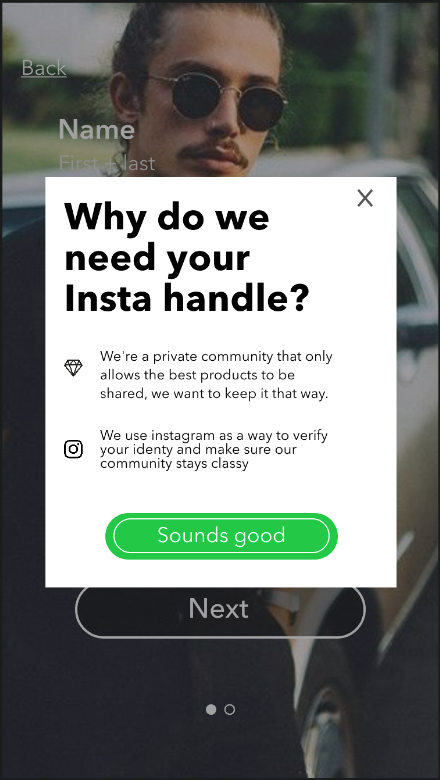 Back
Name
First + last
X
Why do we
need your
Insta handle?
We're a private community that only
allows the best products to be
shared, we want to keep it that way.
We use instagram as a way to verify
your identy and make sure our
community stays classy
Sounds good
Next